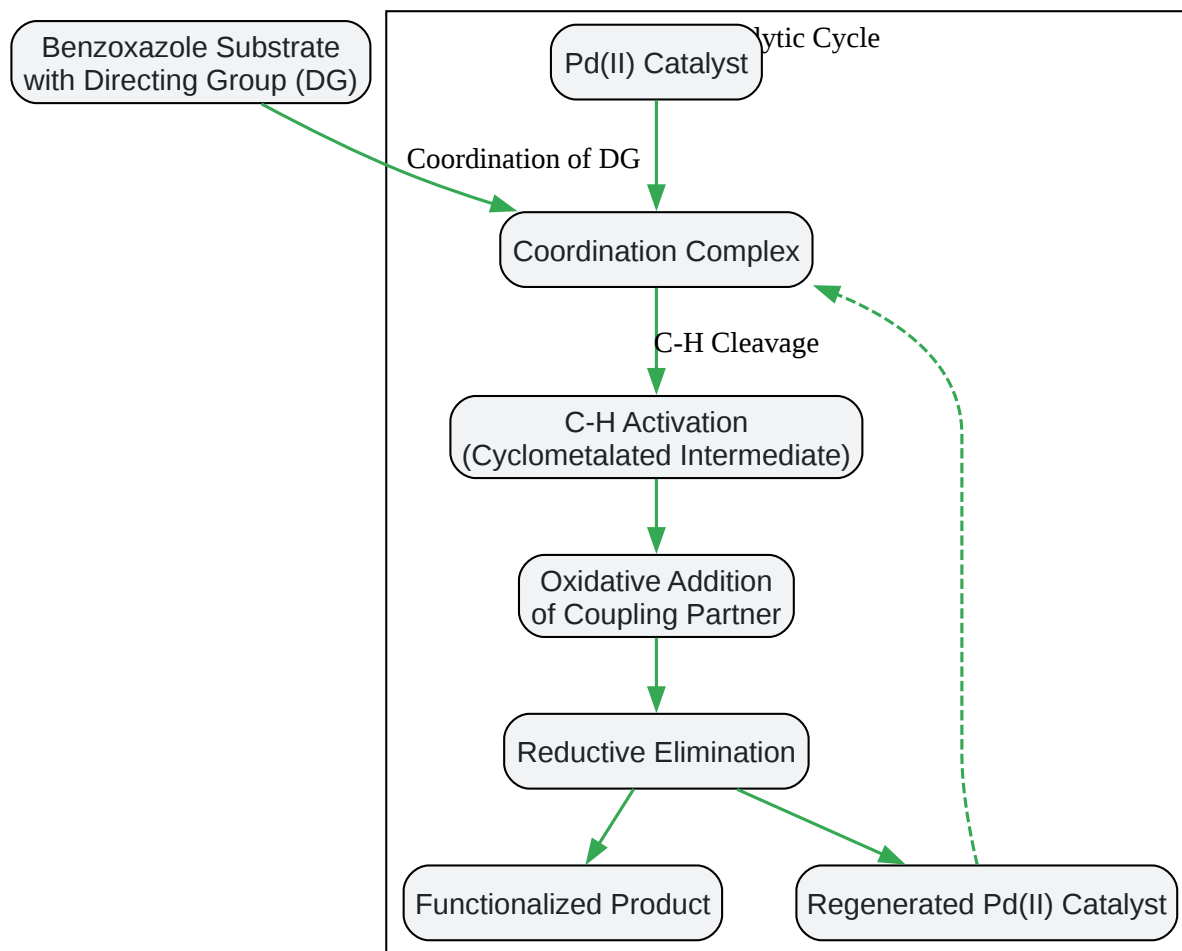 Benzoxazole Substrate
with Directing Group (DG)
lytic Cycle
Pd(II) Catalyst
Coordination of DG
Coordination Complex
C-H Cleavage
C-H Activation
(Cyclometalated Intermediate)
Oxidative Addition
of Coupling Partner
Reductive Elimination
Functionalized Product
Regenerated Pd(II) Catalyst